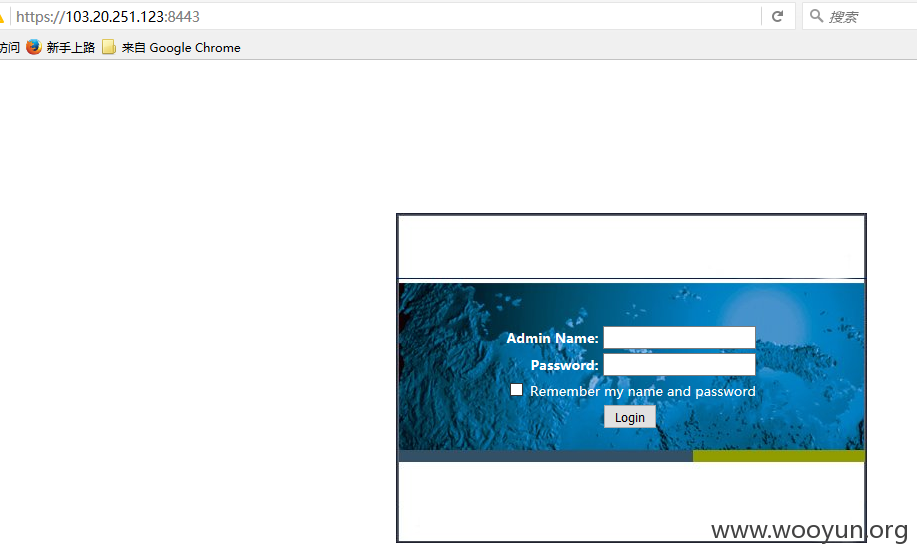 https://103.20.251.123:8443
搜索
访问 新手上路 来自 Google Chrome
Admin Name:
Password:
Remember my name and password
Login
www.wooyun.org